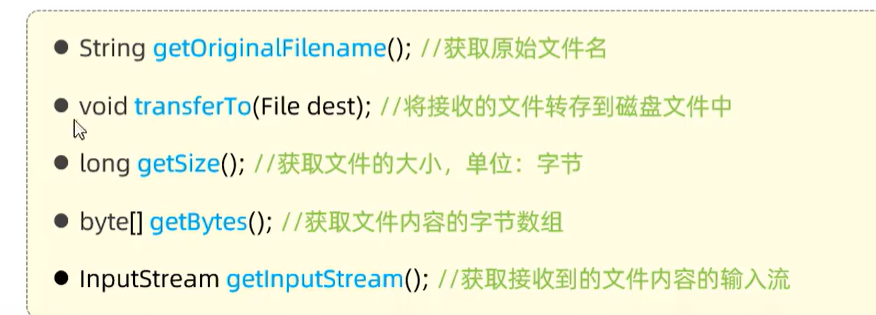 ● String getOriginalFilename(); //获取原始文件名
● void transferTo(File dest); //将接收的文件转存到磁盘文件中
● long getSize(); //获取文件的大小，单位：字节
● byte[] getBytes(); //获取文件内容的字节数组
● InputStream getInputStream(); //获取接收到的文件内容的输入流